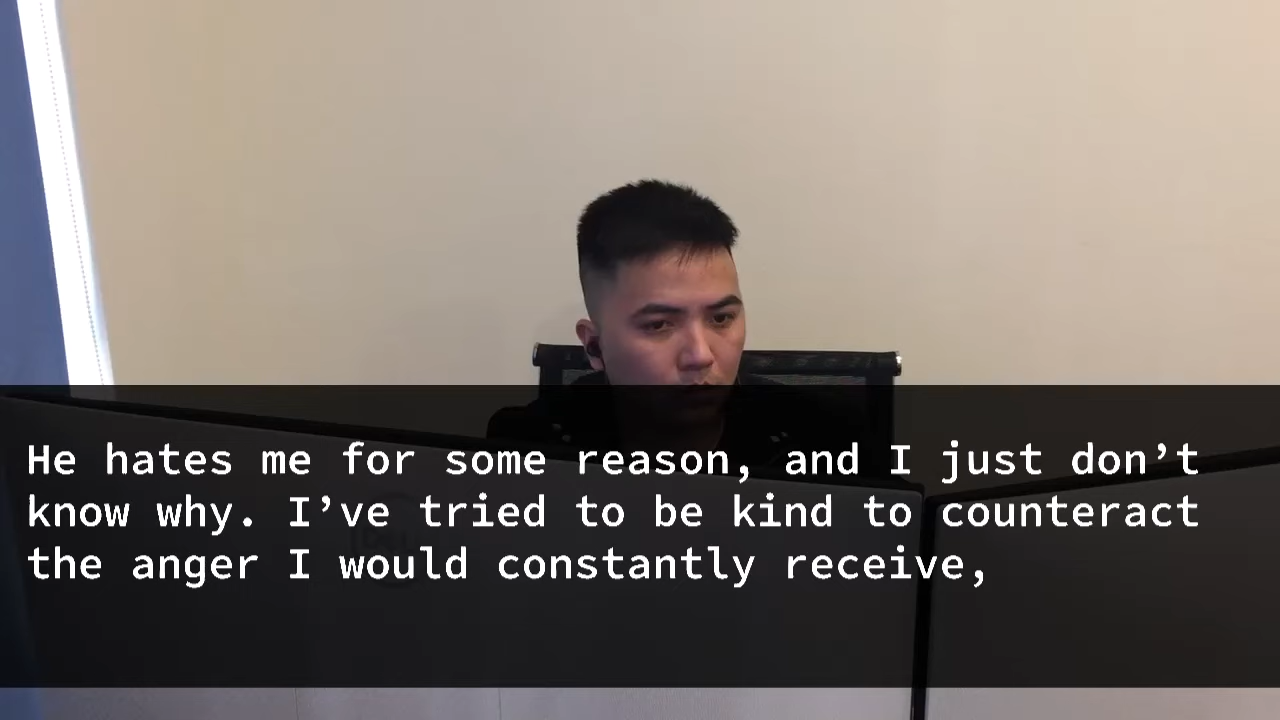 He hates me for some reason, and I just don’t
know why. I’ve tried to be kind to counteract
the anger I would constantly receive,